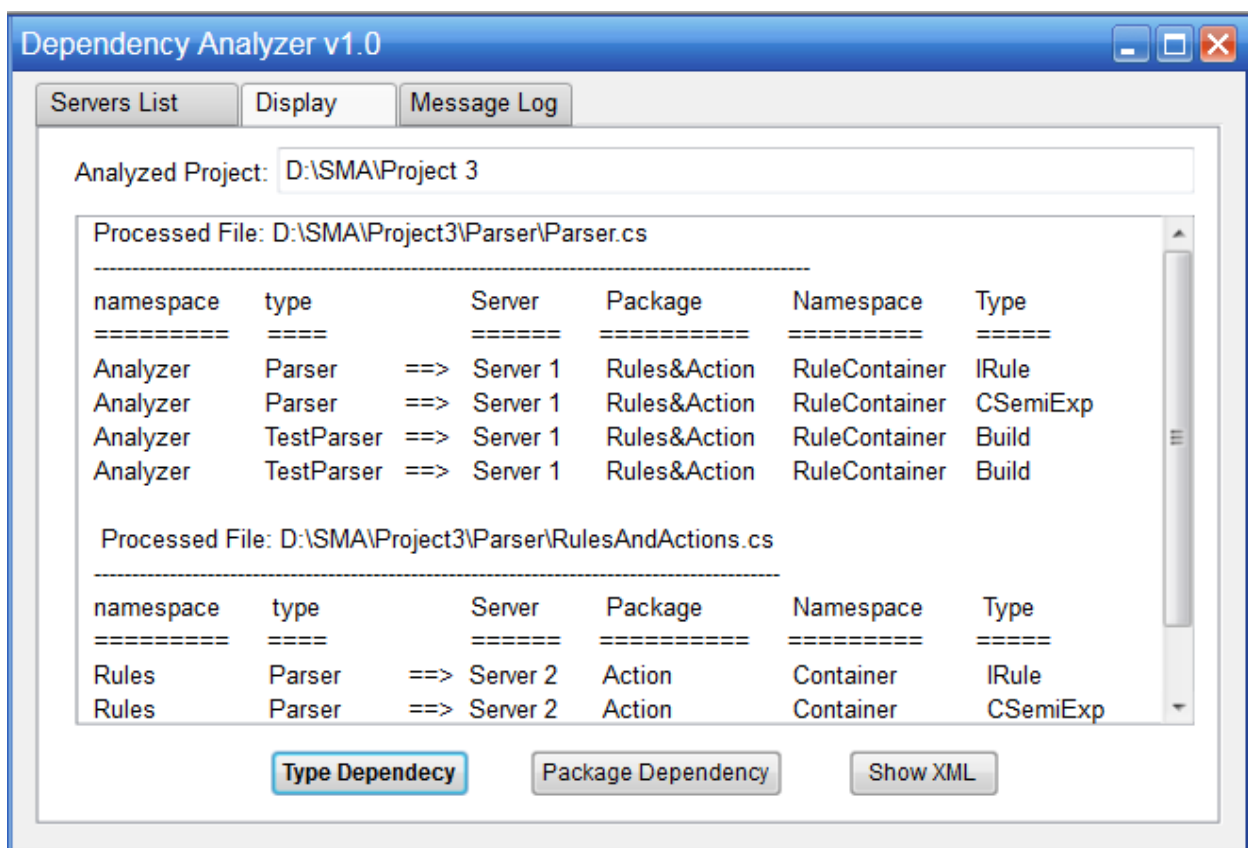 Dependency Analyzer v1.0
Servers List Display Message Log
Analyzed Project: D:\SMA\Project 3
Processed File: D:\SMA\Project3\Parser\Parser.cs
--------------------------------------------------------------------------------------------
namespace type Server Package Namespace Type
========= ==== ====== ========== ========= =====
Analyzer Parser ==> Server 1 Rules&Action RuleContainer IRule
Analyzer Parser ==> Server 1 Rules&Action RuleContainer CSemiExp
Analyzer TestParser ==> Server 1 Rules&Action RuleContainer Build
Analyzer TestParser ==> Server 1 Rules&Action RuleContainer Build
Processed File: D:\SMA\Project3\Parser\RulesAndActions.cs
----------------------------------------------------------------------------------------
namespace type Server Package Namespace Type
========= ==== ====== ========== ========= =====
Rules Parser ==> Server 2 Action Container IRule
Rules Parser ==> Server 2 Action Container CSemiExp
Type Dependecy Package Dependency Show XML